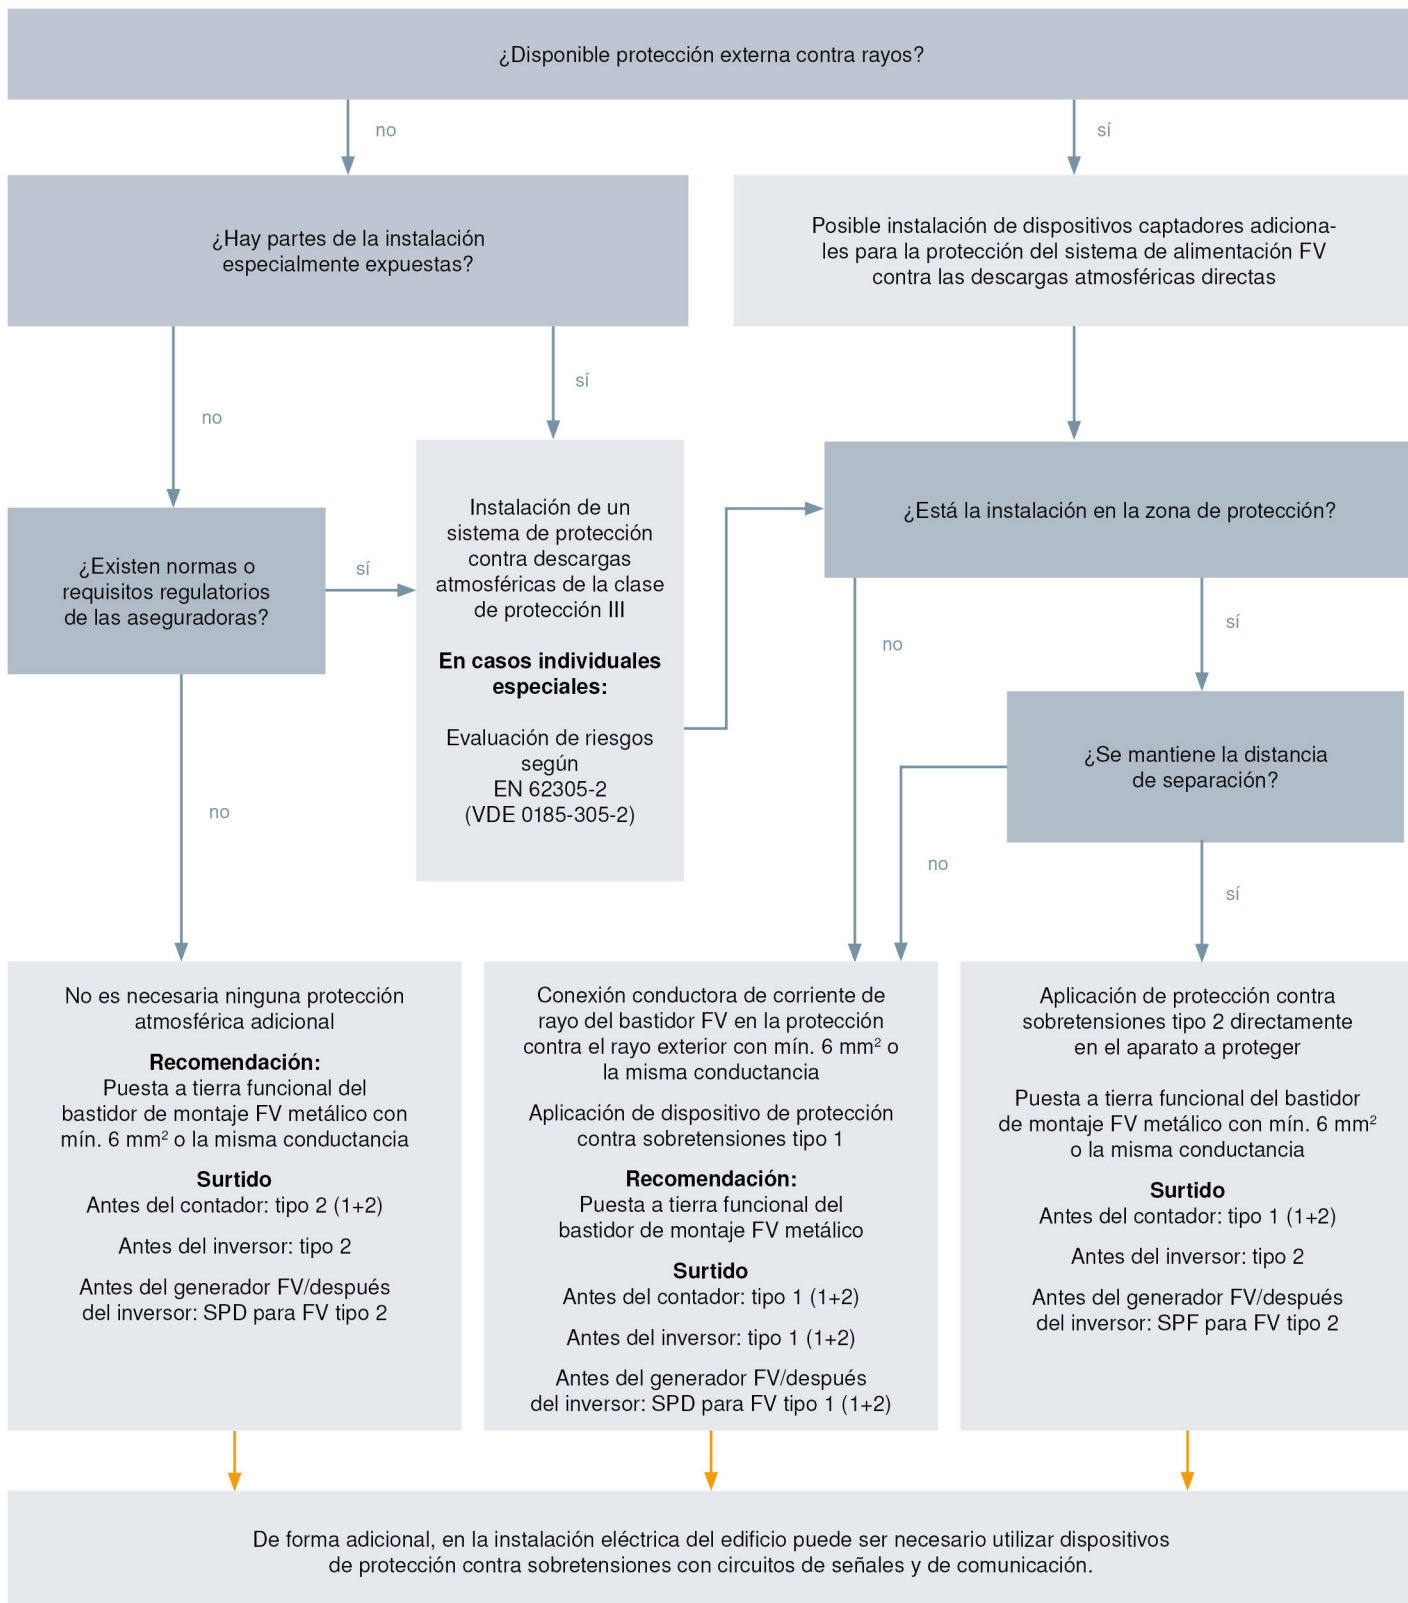 ¿Disponible protección externa contra rayos?
no
sí
¿Hay partes de la instalación
especialmente expuestas?
Posible instalación de dispositivos captadores adiciona-
les para la protección del sistema de alimentación FV
contra las descargas atmosféricas directas
no
sí
¿Existen normas o
requisitos regulatorios
de las aseguradoras?
sí
Instalación de un
sistema de protección
contra descargas
atmosféricas de la clase
de protección III
En casos individuales
especiales:
Evaluación de riesgos
según
EN 62305-2
(VDE 0185-305-2)
¿Está la instalación en la zona de protección?
no
sí
¿Se mantiene la distancia
de separación?
no
no
sí
No es necesaria ninguna protección
atmosférica adicional
Recomendación:
Puesta a tierra funcional del
bastidor de montaje FV metálico con
mín. 6 mm² o la misma conductancia
Surtido
Antes del contador: tipo 2 (1+2)
Antes del inversor: tipo 2
Antes del generador FV/después
del inversor: SPD para FV tipo 2
Conexión conductora de corriente de
rayo del bastidor FV en la protección
contra el rayo exterior con mín. 6 mm² o
la misma conductancia
Aplicación de dispositivo de protección
contra sobretensiones tipo 1
Recomendación:
Puesta a tierra funcional del
bastidor de montaje FV metálico
Surtido
Antes del contador: tipo 1 (1+2)
Antes del inversor: tipo 1 (1+2)
Antes del generador FV/después
del inversor: SPD para FV tipo 1 (1+2)
Aplicación de protección contra
sobretensiones tipo 2 directamente
en el aparato a proteger
Puesta a tierra funcional del bastidor
de montaje FV metálico con mín. 6 mm²
o la misma conductancia
Surtido
Antes del contador: tipo 1 (1+2)
Antes del inversor: tipo 2
Antes del generador FV/después
del inversor: SPF para FV tipo 2
De forma adicional, en la instalación eléctrica del edificio puede ser necesario utilizar dispositivos
de protección contra sobretensiones con circuitos de señales y de comunicación.